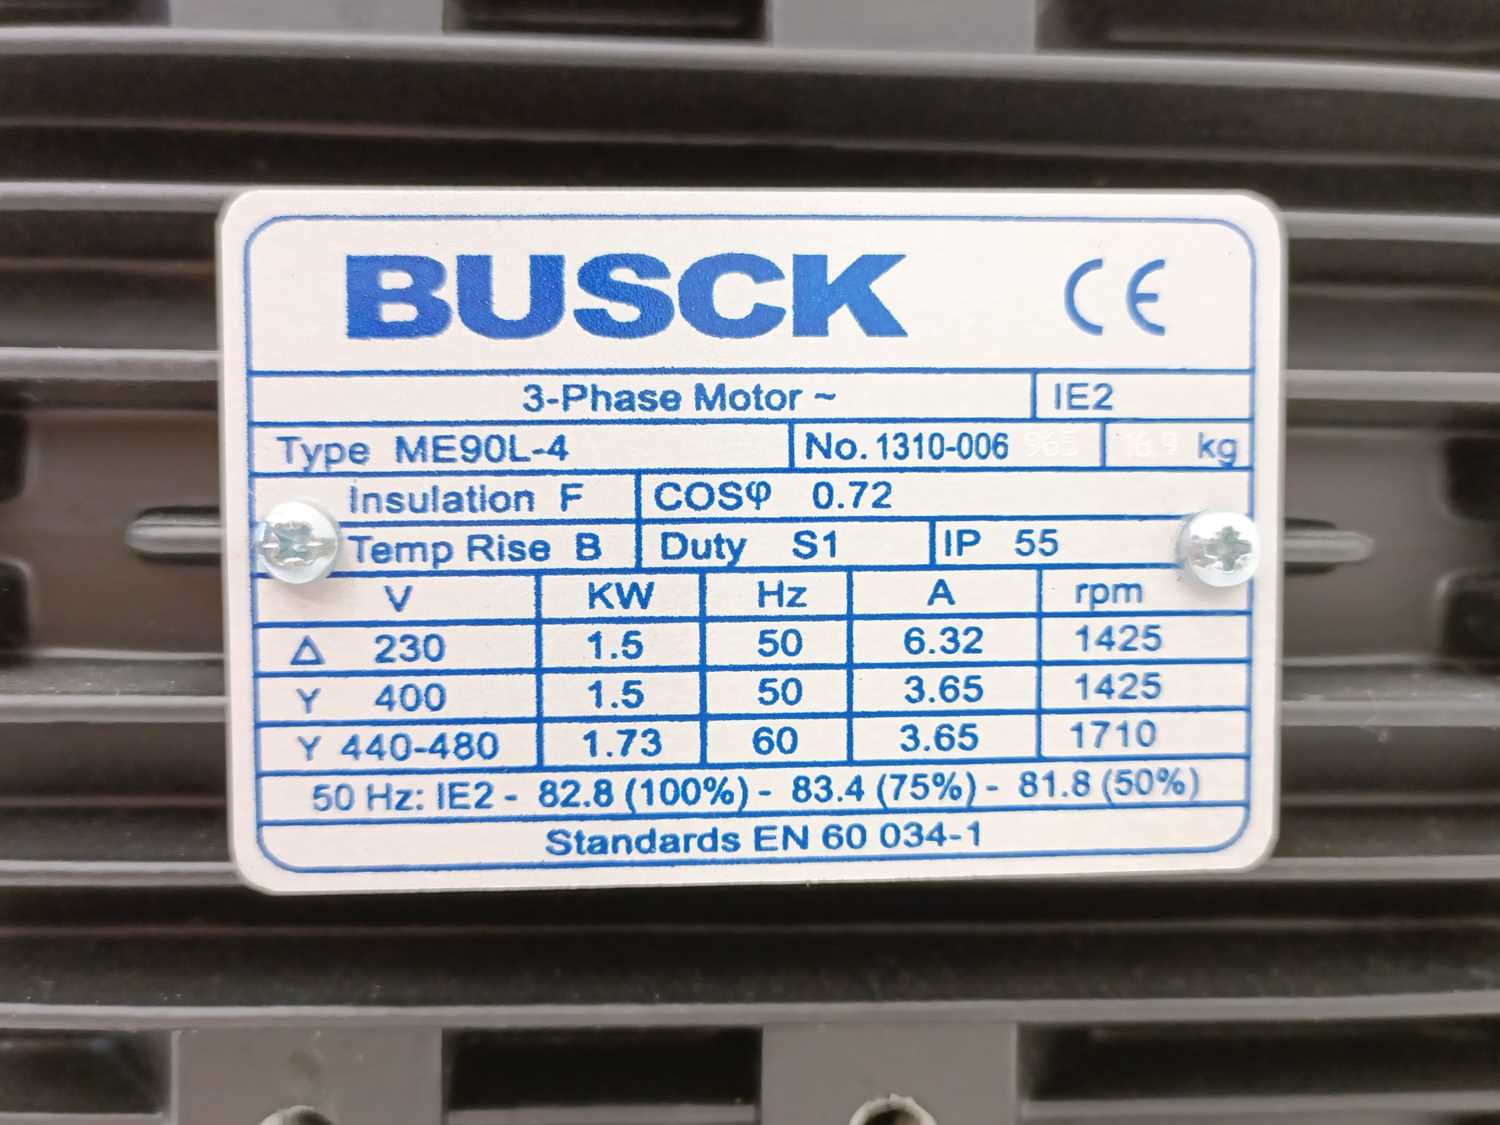 BUSCK CE
3-Phase Motor ~ IE2
Type ME90L-4 No. 1310-006 965 16.9 kg
Insulation F COSφ 0.72
Temp Rise B Duty S1 IP 55
V KW Hz A rpm
Δ 230 1.5 50 6.32 1425
Y 400 1.5 50 3.65 1425
Y 440-480 1.73 60 3.65 1710
50 Hz: IE2 - 82.8 (100%) - 83.4 (75%) - 81.8 (50%)
Standards EN 60 034-1